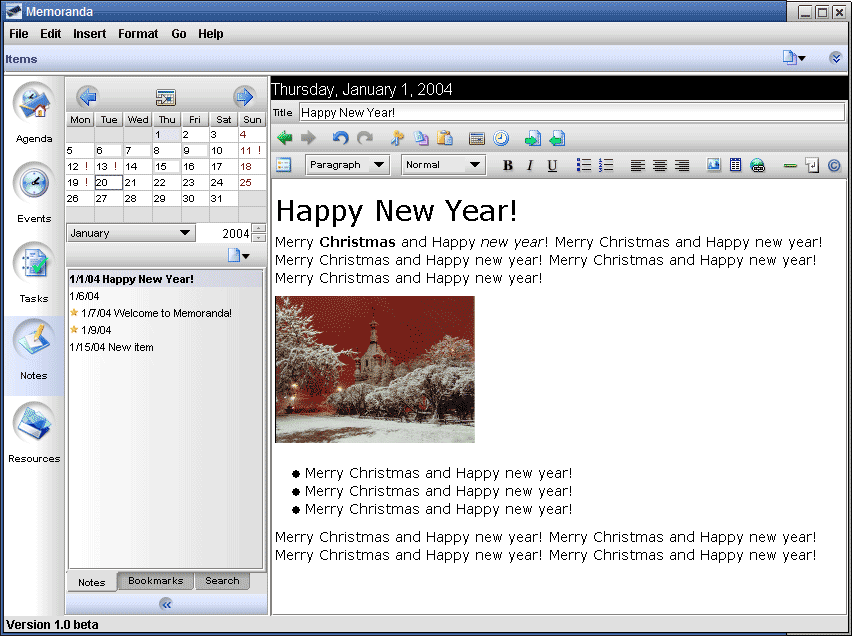 Memoranda
File Edit Insert Format Go Help
Items
Agenda
Events
Tasks
Notes
Resources
Mon Tue Wed Thu Fri Sat Sun
1 2 3 4
5 6 7 8 9 10 11 !
12 ! 13 ! 14 15 16 17 18
19 ! 20 21 22 23 24 25
26 27 28 29 30 31
January 2004
1/1/04 Happy New Year!
1/6/04
1/7/04 Welcome to Memoranda!
1/9/04
1/15/04 New item
Notes Bookmarks Search
Thursday, January 1, 2004
Title Happy New Year!
Paragraph Normal B I U
Happy New Year!
Merry Christmas and Happy new year! Merry Christmas and Happy new year!
Merry Christmas and Happy new year! Merry Christmas and Happy new year!
Merry Christmas and Happy new year!
Merry Christmas and Happy new year!
Merry Christmas and Happy new year!
Merry Christmas and Happy new year!
Merry Christmas and Happy new year! Merry Christmas and Happy new year!
Merry Christmas and Happy new year! Merry Christmas and Happy new year!
Version 1.0 beta